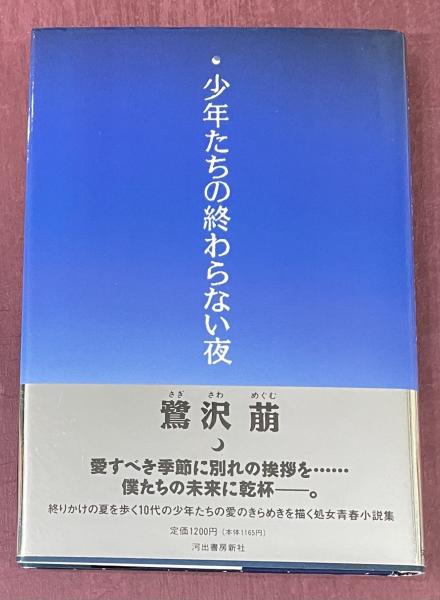 少年たちの終わらない夜
さぎ さわ めぐむ
鷺沢 萠
愛すべき季節に別れの挨拶を……
僕たちの未来に乾杯——。
終りかけの夏を歩く10代の少年たちの愛のきらめきを描く処女青春小説集
定価1200円(本体1165円)
河出書房新社